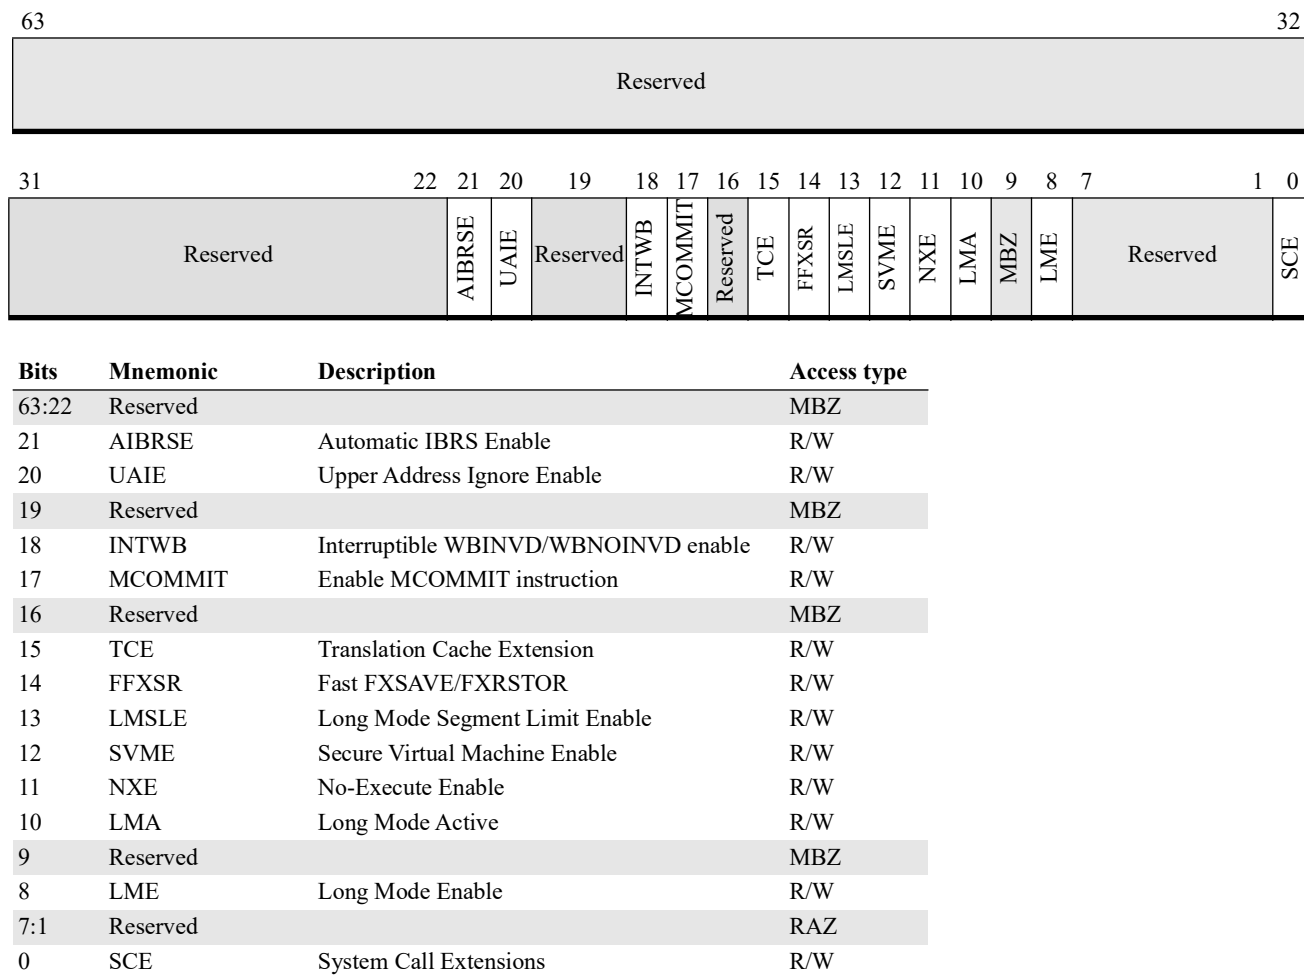 63 32
Reserved
31 22 21 20 19 18 17 16 15 14 13 12 11 10 9 8 7 1 0
Reserved AIBRSE UAIE Reserved INTWB MCOMMIT Reserved TCE FFXSR LMSLE SVME NXE LMA MBZ LME Reserved SCE
Bits Mnemonic Description Access type
63:22 Reserved MBZ
21 AIBRSE Automatic IBRS Enable R/W
20 UAIE Upper Address Ignore Enable R/W
19 Reserved MBZ
18 INTWB Interruptible WBINVD/WBNOINVD enable R/W
17 MCOMMIT Enable MCOMMIT instruction R/W
16 Reserved MBZ
15 TCE Translation Cache Extension R/W
14 FFXSR Fast FXSAVE/FXRSTOR R/W
13 LMSLE Long Mode Segment Limit Enable R/W
12 SVME Secure Virtual Machine Enable R/W
11 NXE No-Execute Enable R/W
10 LMA Long Mode Active R/W
9 Reserved MBZ
8 LME Long Mode Enable R/W
7:1 Reserved RAZ
0 SCE System Call Extensions R/W